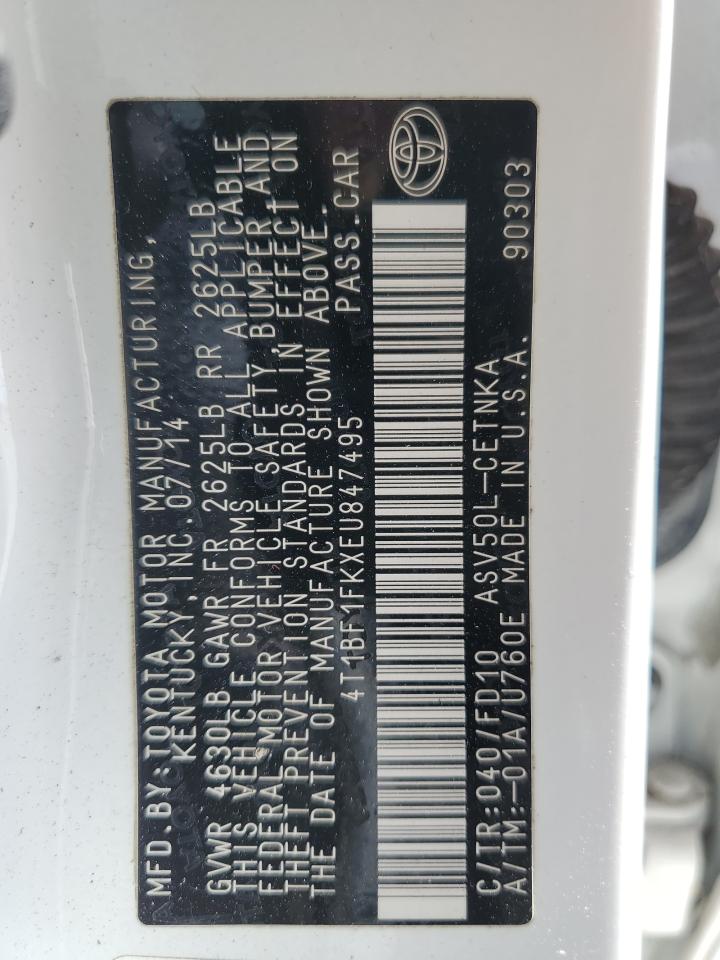 MFD.BY:TOYOTA MOTOR MANUFACTURING,
KENTUCKY,INC.07/14
GVWR 4630LB GAWR FR 2625LB RR 2625LB
THIS VEHICLE CONFORMS TO ALL APPLICABLE
FEDERAL MOTOR VEHICLE SAFETY,BUMPER AND
THEFT PREVENTION STANDARDS IN EFFECT ON
THE DATE OF MANUFACTURE SHOWN ABOVE.
4T1BF1FKXEU847495 PASS.CAR
C/TR:040/FD10 ASV50L-CETNKA
A/TM:-01A/U760E MADE IN U.S.A. 90303